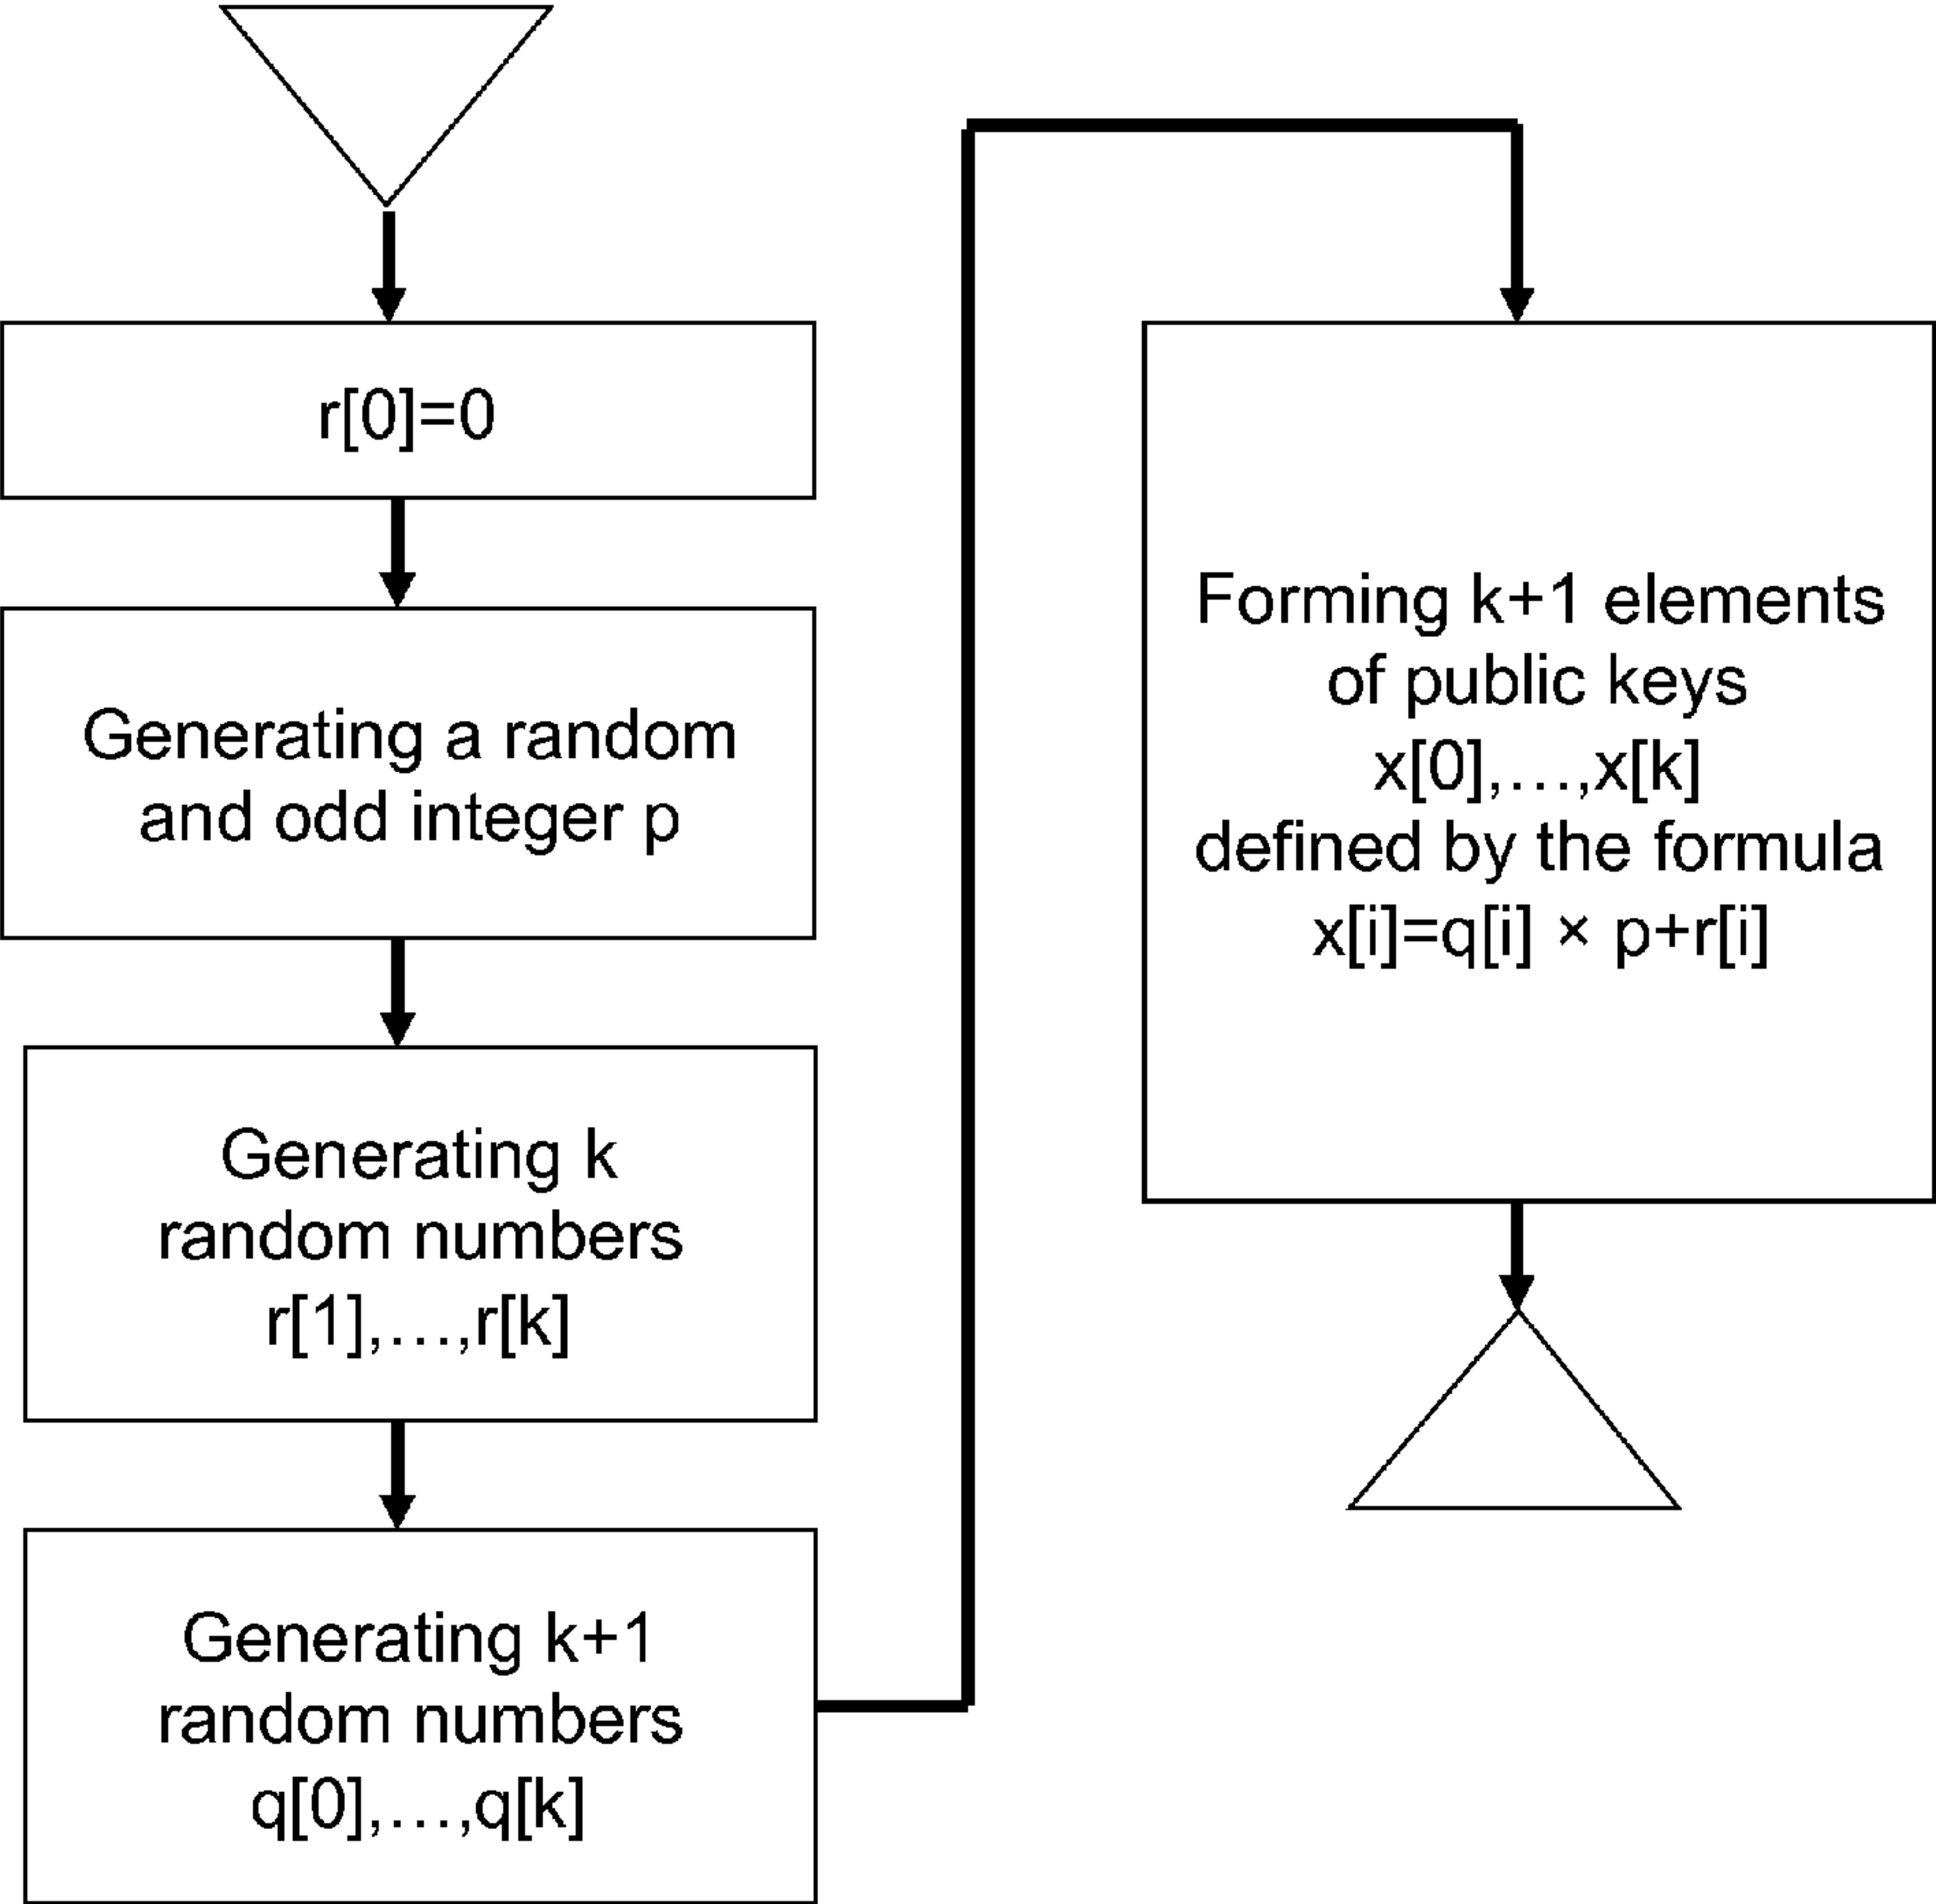 r[0]=0
Generating a random
and odd integer p
Generating k
random numbers
r[1],...,r[k]
Generating k+1
random numbers
q[0],...,q[k]
Forming k+1 elements
of public keys
x[0],...,x[k]
defined by the formula
x[i]=q[i] × p+r[i]